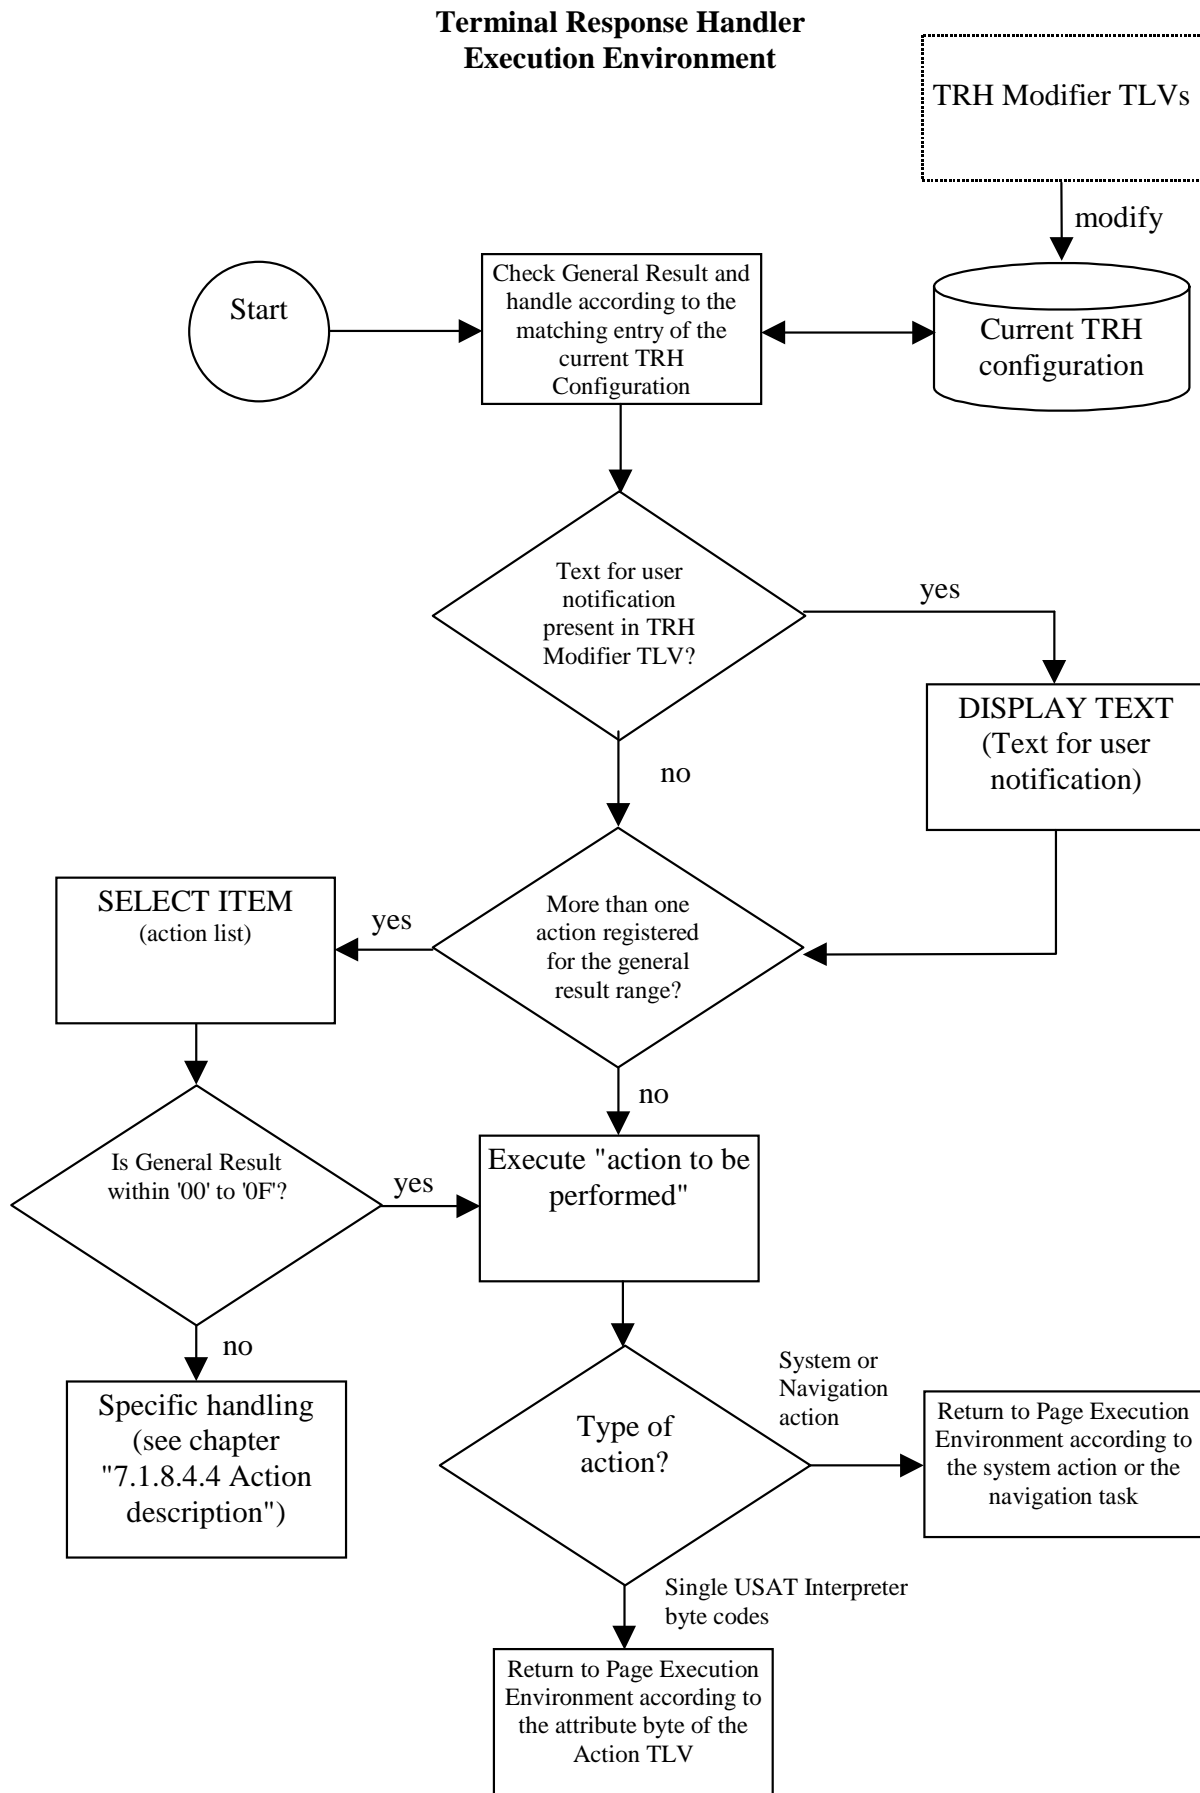 Terminal Response Handler
Execution Environment
TRH Modifier TLVs
modify
Start
Check General Result and
handle according to the
matching entry of the
current TRH
Configuration
Current TRH
configuration
Text for user
notification
present in TRH
Modifier TLV?
yes
DISPLAY TEXT
(Text for user
notification)
no
SELECT ITEM
(action list)
yes
More than one
action registered
for the general
result range?
no
Is General Result
within '00' to '0F'?
yes
Execute "action to be
performed"
no
Specific handling
(see chapter
"7.1.8.4.4 Action
description")
Type of
action?
System or
Navigation
action
Return to Page Execution
Environment according to
the system action or the
navigation task
Single USAT Interpreter
byte codes
Return to Page Execution
Environment according to
the attribute byte of the
Action TLV